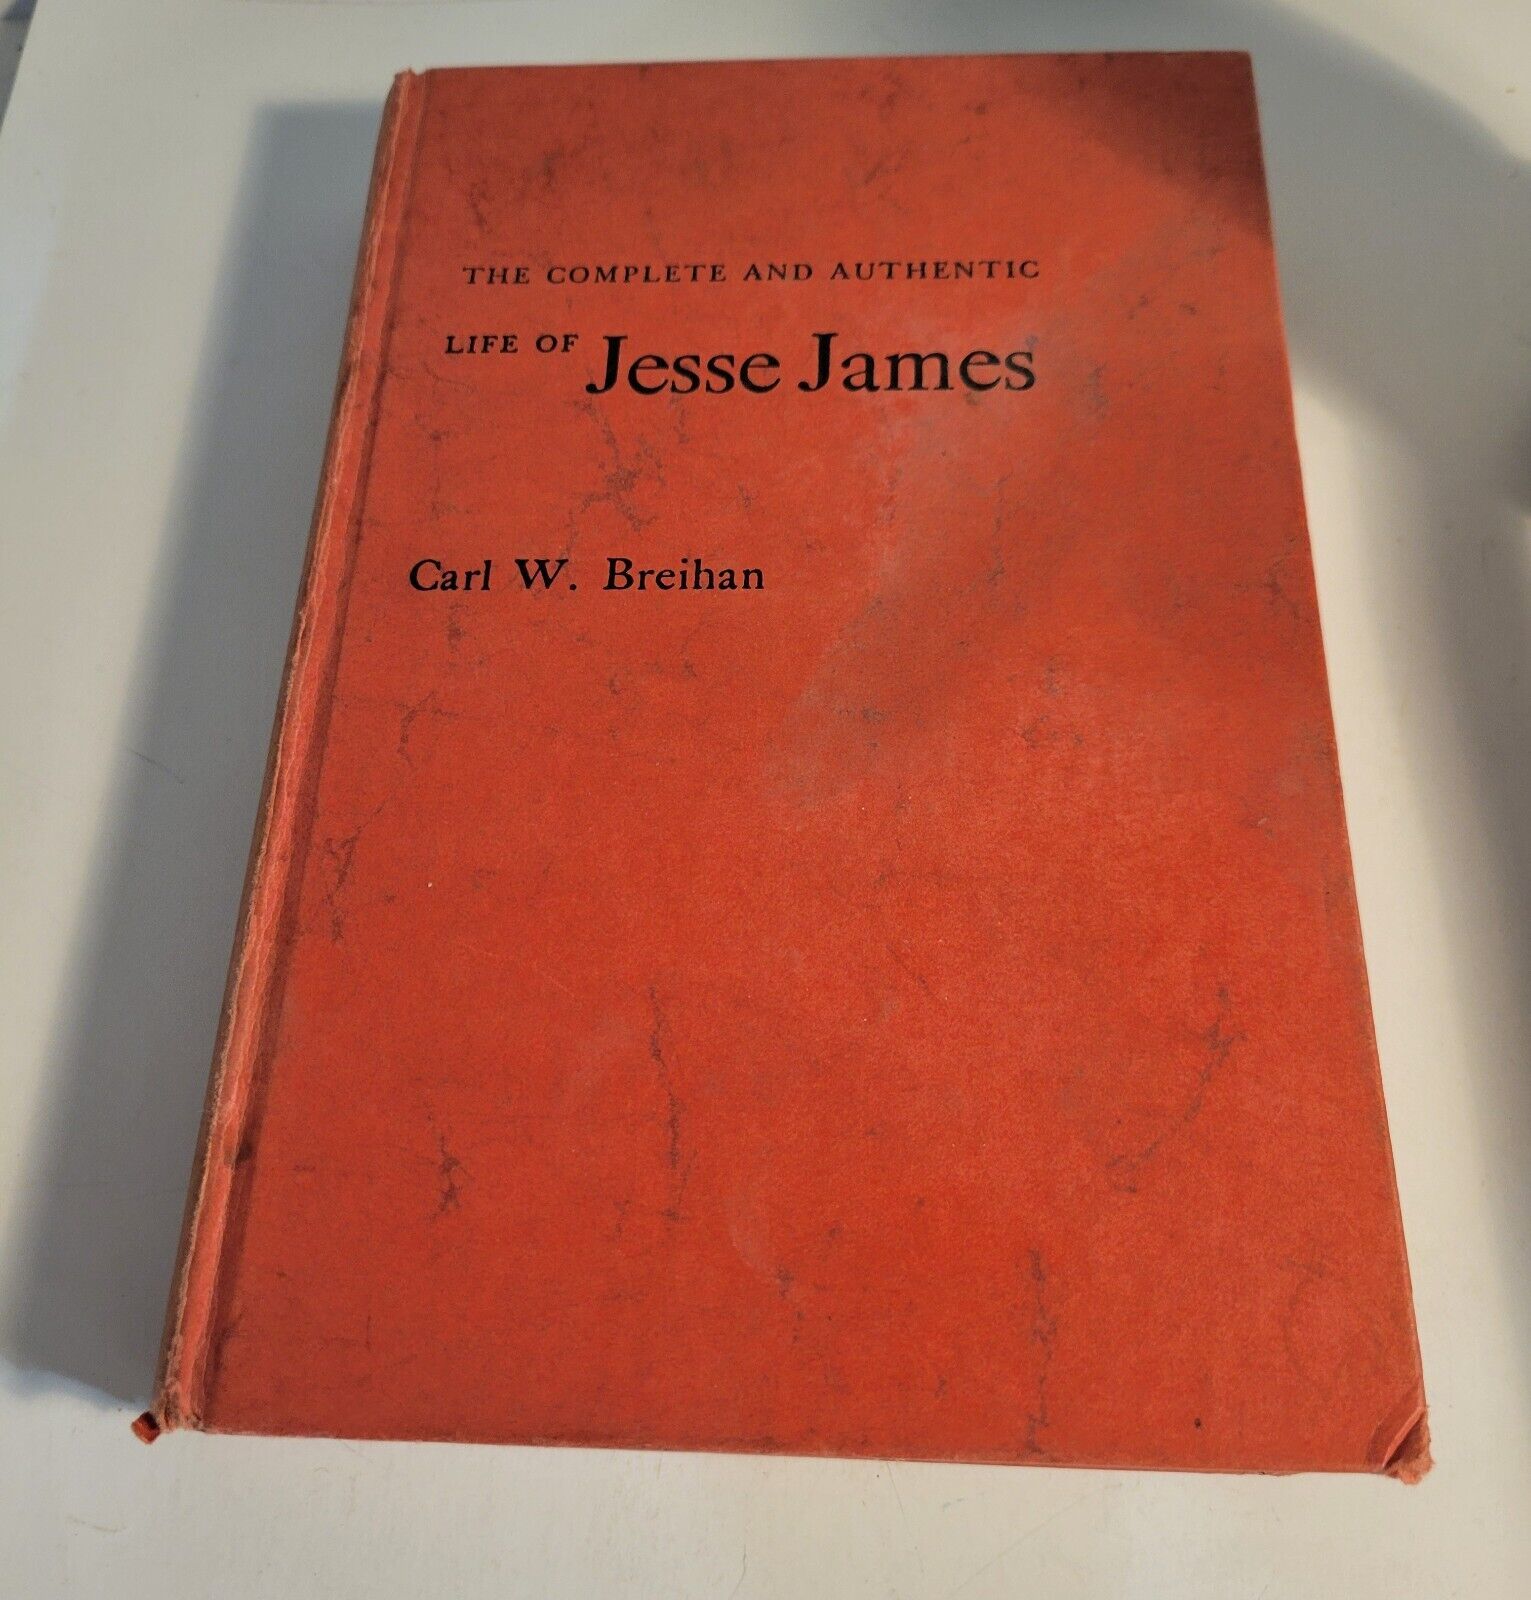 THE COMPLETE AND AUTHENTIC
LIFE OF Jesse James
Carl W. Breihan